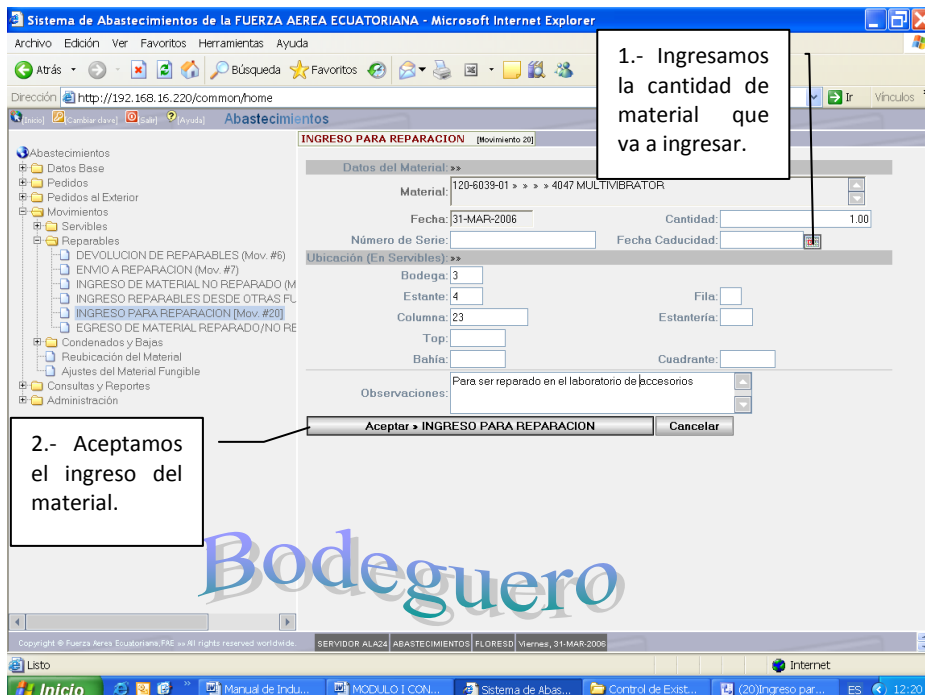 Sistema de Abastecimientos de la FUERZA AEREA ECUATORIANA - Microsoft Internet Explorer
Archivo Edición Ver Favoritos Herramientas Ayuda
Atrás Búsqueda Favoritos
Dirección http://192.168.16.220/common/home Ir Vínculos
[Inicio] [Cambiar clave] [Salir] [Ayuda] Abastecimientos
1.- Ingresamos
la cantidad de
material que
va a ingresar.
Abastecimientos
Datos Base
Pedidos
Pedidos al Exterior
Movimientos
Servibles
Reparables
DEVOLUCION DE REPARABLES (Mov. #6)
ENVIO A REPARACION (Mov. #7)
INGRESO DE MATERIAL NO REPARADO (M
INGRESO REPARABLES DESDE OTRAS FU
INGRESO PARA REPARACION [Mov. #20]
EGRESO DE MATERIAL REPARADO/NO RE
Condenados y Bajas
Reubicación del Material
Ajustes del Material Fungible
Consultas y Reportes
Administración
INGRESO PARA REPARACION [Movimiento 20]
Datos del Material: »»
Material: 120-6039-01 » » » » 4047 MULTIVIBRATOR
Fecha: 31-MAR-2006 Cantidad: 1.00
Número de Serie: Fecha Caducidad:
Ubicación (En Servibles): »»
Bodega: 3
Estante: 4 Fila:
Columna: 23 Estantería:
Top:
Bahía: Cuadrante:
Observaciones: Para ser reparado en el laboratorio de accesorios
Aceptar » INGRESO PARA REPARACION Cancelar
2.- Aceptamos
el ingreso del
material.
Bodeguero
Copyright © Fuerza Aerea Ecuatoriana,FAE »» All rights reserved worldwide. SERVIDOR ALA24 ABASTECIMIENTOS FLORESD Viernes, 31-MAR-2006
Listo Internet
Inicio Manual de Indu... MODULO I CON... Sistema de Abas... Control de Exist... (20)Ingreso par... ES 12:20